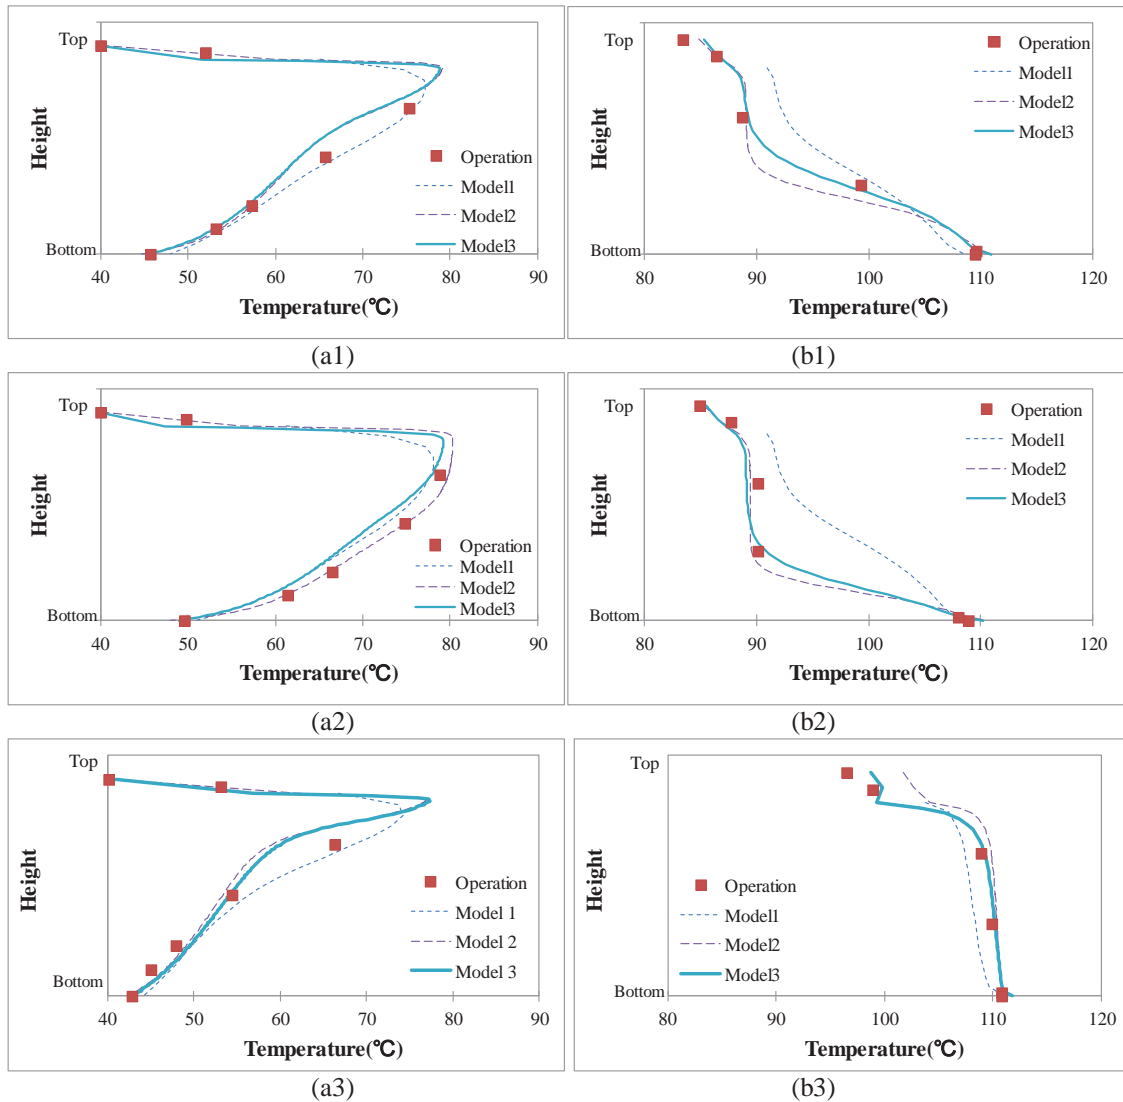 Top
Height
Bottom
40 50 60 70 80 90
Temperature(℃)
Operation
Model1
Model2
Model3
(a1)
Top
Height
Bottom
80 90 100 110 120
Temperature(℃)
Operation
Model1
Model2
Model3
(b1)
Top
Height
Bottom
40 50 60 70 80 90
Temperature(℃)
Operation
Model1
Model2
Model3
(a2)
Top
Height
Bottom
80 90 100 110 120
Temperature(℃)
Operation
Model1
Model2
Model3
(b2)
Top
Height
Bottom
40 50 60 70 80 90
Temperature(℃)
Operation
Model 1
Model 2
Model 3
(a3)
Top
Height
Bottom
80 90 100 110 120
Temperature(℃)
Operation
Model1
Model2
Model3
(b3)